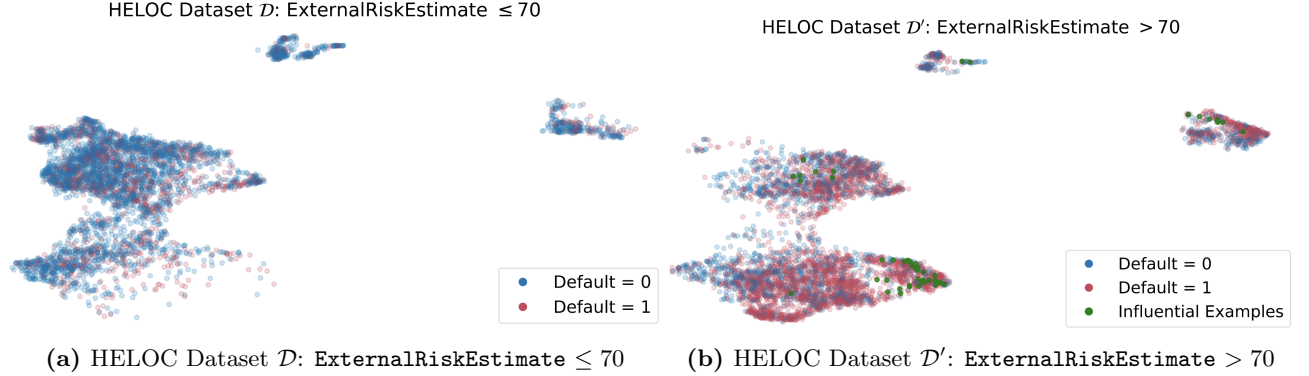 HELOC Dataset 𝒟: ExternalRiskEstimate ≤ 70
Default = 0
Default = 1
(a) HELOC Dataset 𝒟: ExternalRiskEstimate ≤ 70
HELOC Dataset 𝒟′: ExternalRiskEstimate > 70
Default = 0
Default = 1
Influential Examples
(b) HELOC Dataset 𝒟′: ExternalRiskEstimate > 70